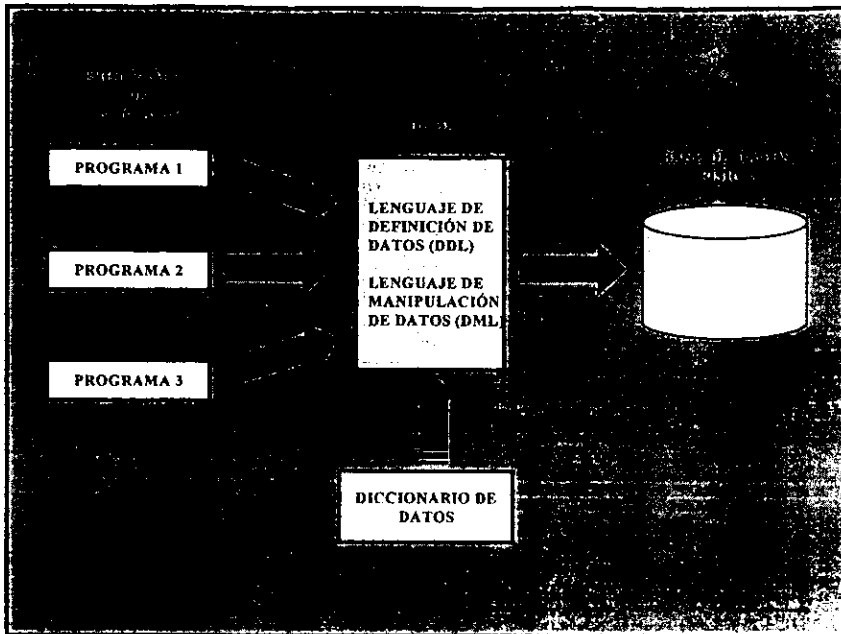 PROGRAMA 1
PROGRAMA 2
PROGRAMA 3
LENGUAJE DE
DEFINICIÓN DE
DATOS (DDL)
LENGUAJE DE
MANIPULACIÓN
DE DATOS (DML)
DICCIONARIO DE
DATOS